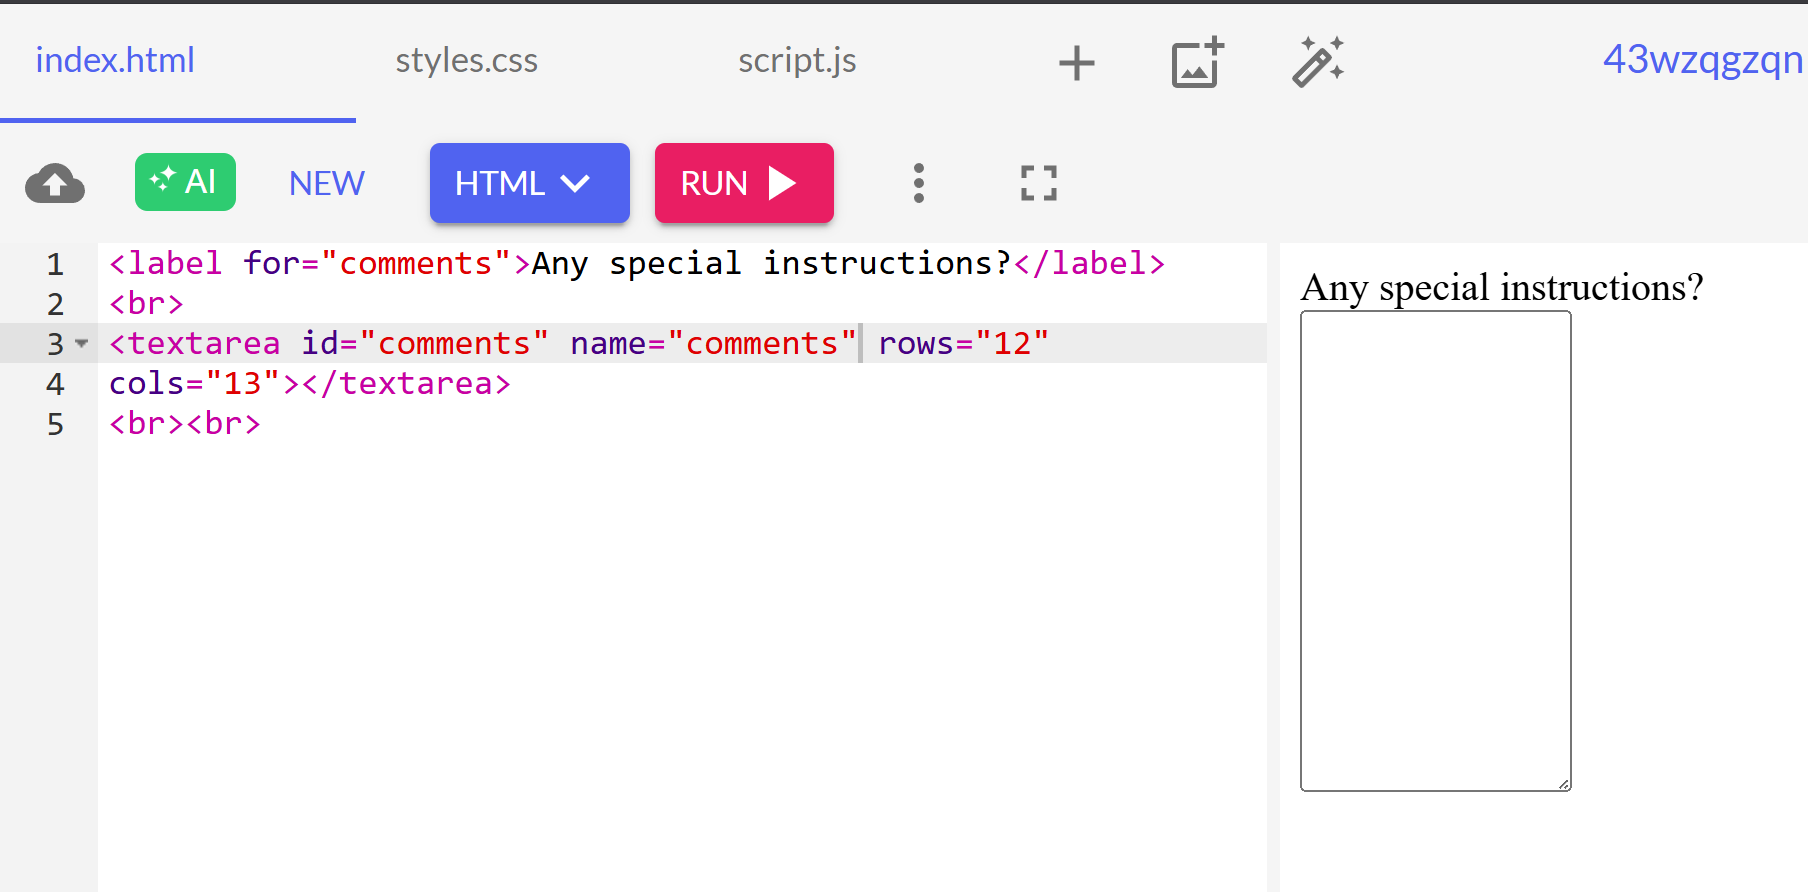 index.html styles.css script.js 43wzqgzqn
AI NEW HTML RUN
1 <label for="comments">Any special instructions?</label>
2 <br>
3 <textarea id="comments" name="comments" rows="12"
4 cols="13"></textarea>
5 <br><br>
Any special instructions?